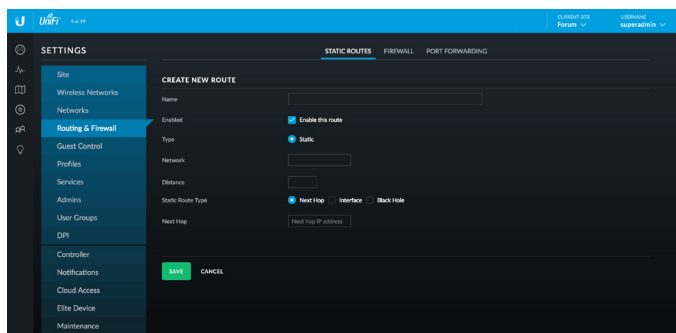 U UniFi 5.6.29 CURRENT SITE USERNAME
Forum superadmin
SETTINGS STATIC ROUTES FIREWALL PORT FORWARDING
Site
CREATE NEW ROUTE
Wireless Networks
Name
Networks
Enabled Enable this route
Routing & Firewall
Type Static
Guest Control
Network
Profiles
Services
Distance
Admins
Static Route Type Next Hop Interface Black Hole
User Groups
Next Hop Next hop IP address
DPI
Controller
Notifications
SAVE CANCEL
Cloud Access
Elite Device
Maintenance